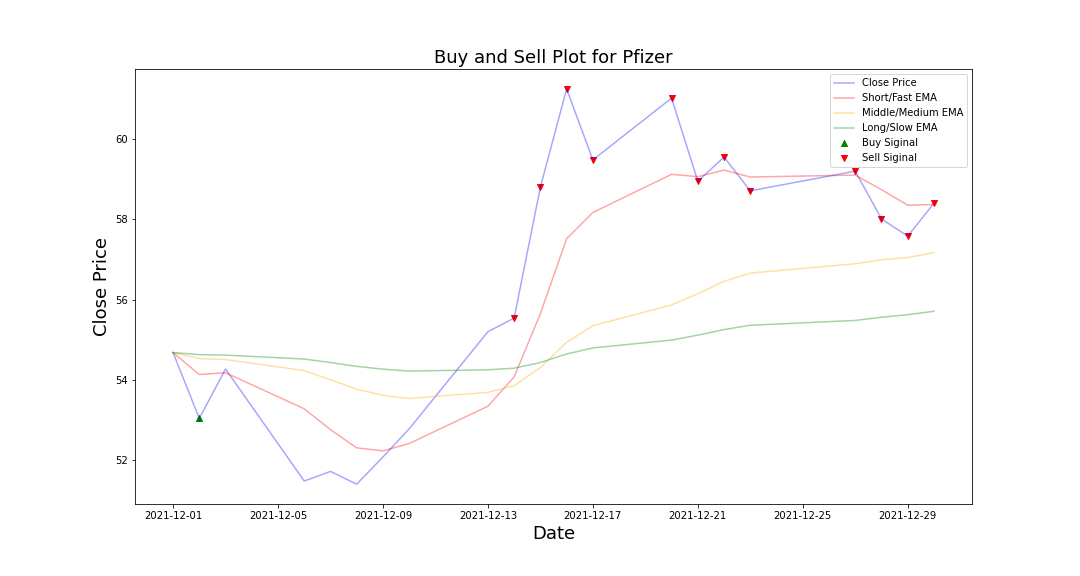 Buy and Sell Plot for Pfizer
Close Price
Short/Fast EMA
Middle/Medium EMA
Long/Slow EMA
Buy Siginal
Sell Siginal
Close Price
60
58
56
54
52
2021-12-01 2021-12-05 2021-12-09 2021-12-13 2021-12-17 2021-12-21 2021-12-25 2021-12-29
Date